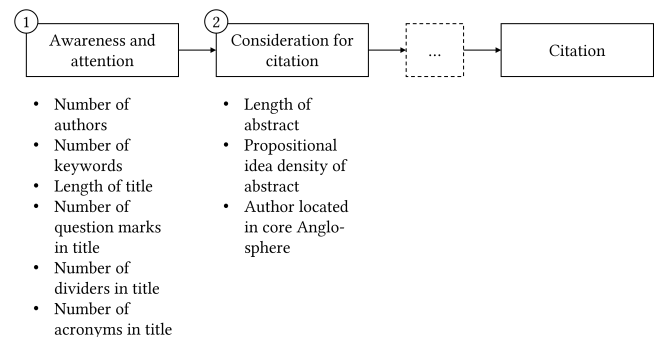 1
Awareness and
attention
2
Consideration for
citation
...
Citation
• Number of
authors
• Number of
keywords
• Length of title
• Number of
question marks
in title
• Number of
dividers in title
• Number of
acronyms in title
• Length of
abstract
• Propositional
idea density of
abstract
• Author located
in core Anglo-
sphere